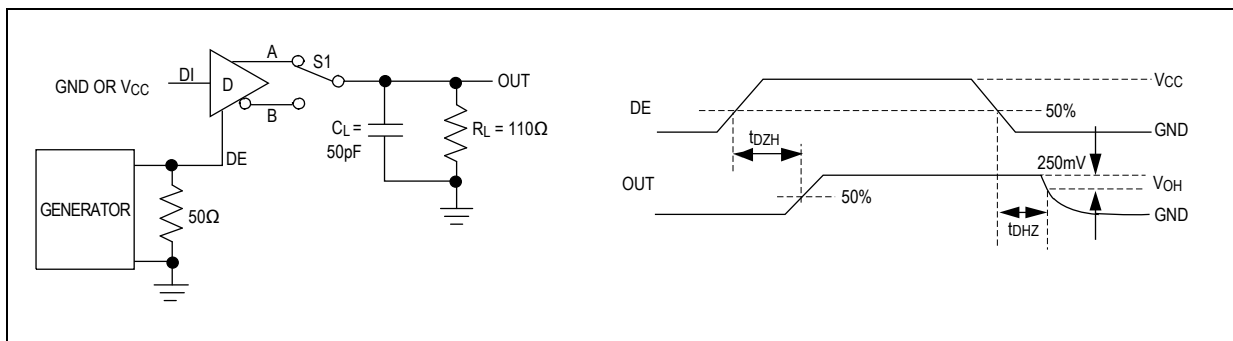 GND OR VCC
DI
D
A
B
S1
OUT
CL =
50pF
RL = 110Ω
DE
GENERATOR
50Ω
DE
VCC
50%
GND
tDZH
250mV
OUT
50%
VOH
GND
tDHZ